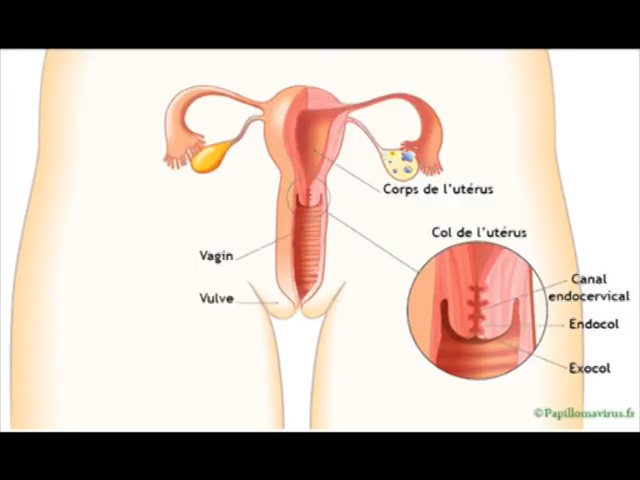 Corps de l'utérus
Col de l'utérus
Vagin
Canal
endocervical
Vulve
Endocol
Exocol
©Papillomavirus.fr